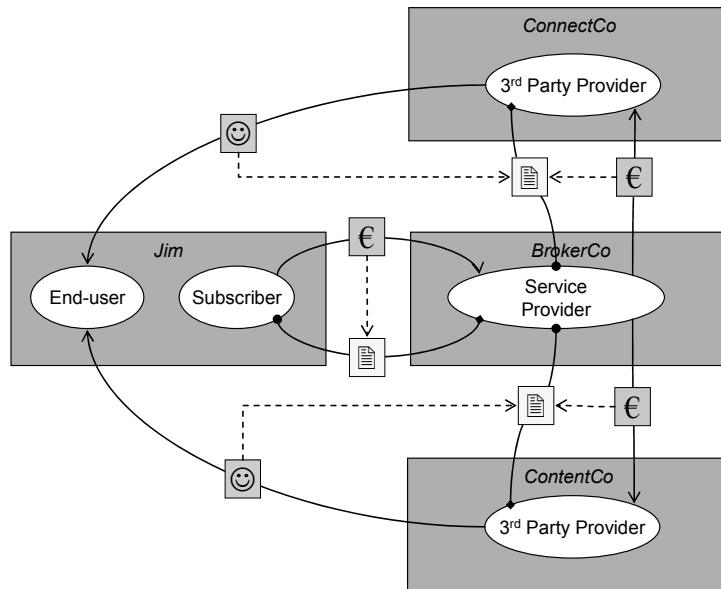 ConnectCo
3rd Party Provider
€
Jim
€
BrokerCo
End-user
Subscriber
Service
Provider
€
ContentCo
3rd Party Provider